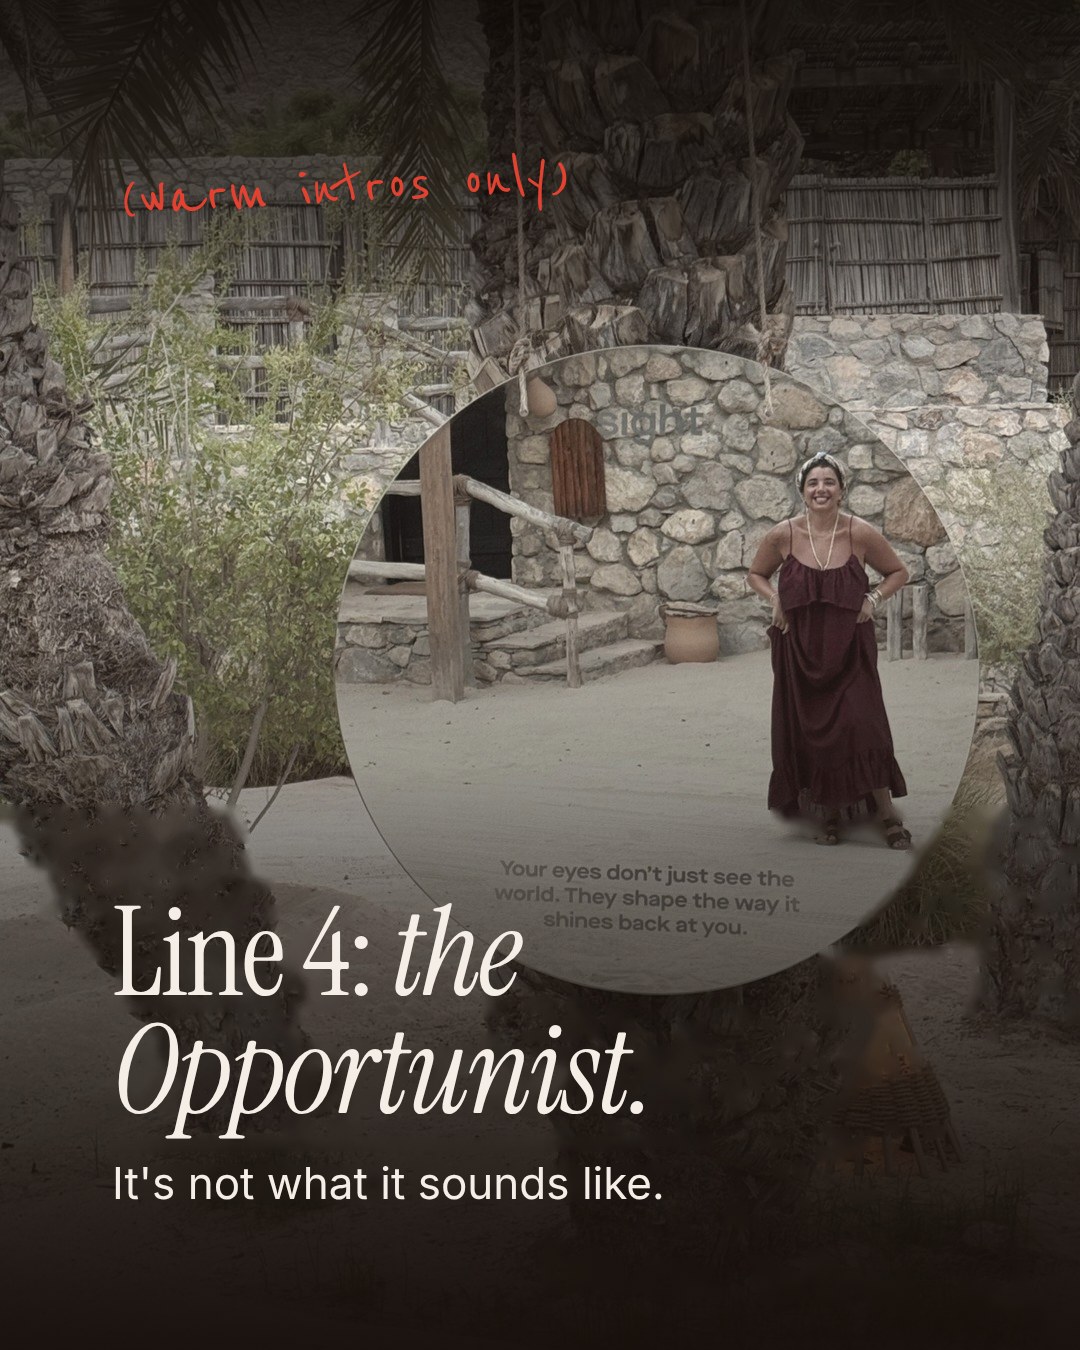 (warm intros only)
sight.
Your eyes don't just see the
world. They shape the way it
shines back at you.
Line 4: the
Opportunist.
It's not what it sounds like.